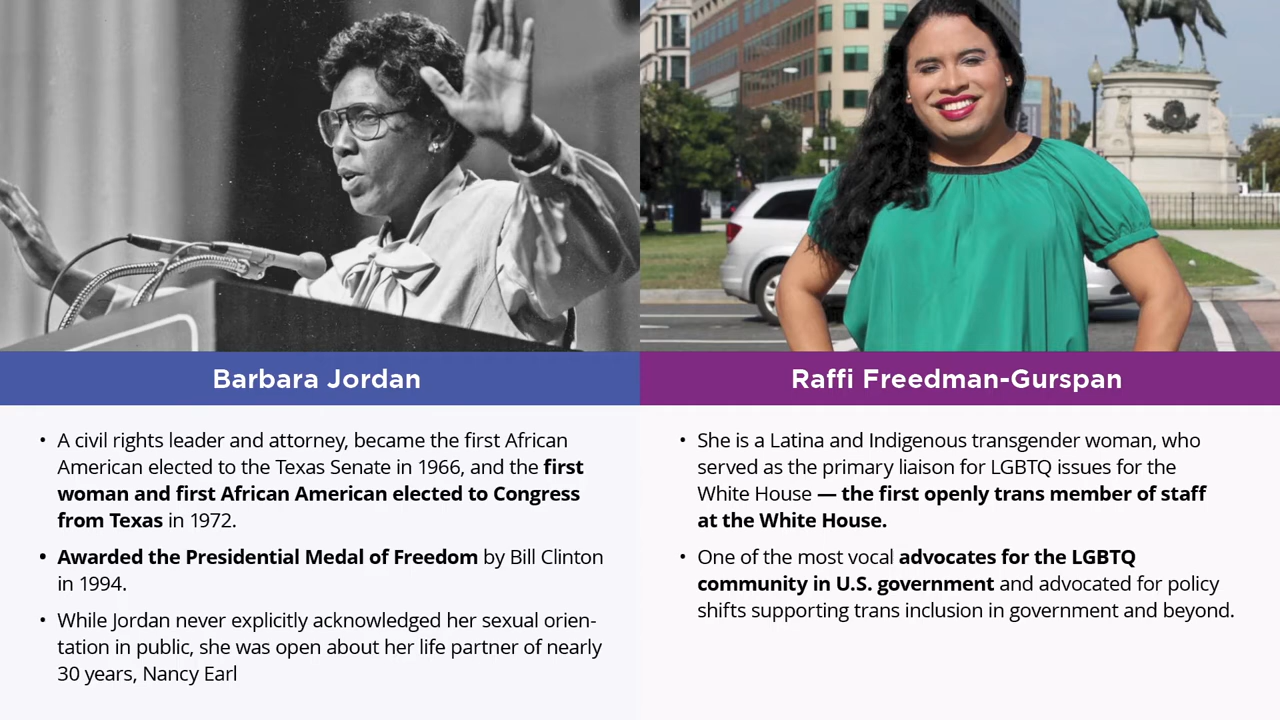 Barbara Jordan
• A civil rights leader and attorney, became the first African
American elected to the Texas Senate in 1966, and the first
woman and first African American elected to Congress
from Texas in 1972.
• Awarded the Presidential Medal of Freedom by Bill Clinton
in 1994.
• While Jordan never explicitly acknowledged her sexual orien-
tation in public, she was open about her life partner of nearly
30 years, Nancy Earl
Raffi Freedman-Gurspan
• She is a Latina and Indigenous transgender woman, who
served as the primary liaison for LGBTQ issues for the
White House — the first openly trans member of staff
at the White House.
• One of the most vocal advocates for the LGBTQ
community in U.S. government and advocated for policy
shifts supporting trans inclusion in government and beyond.